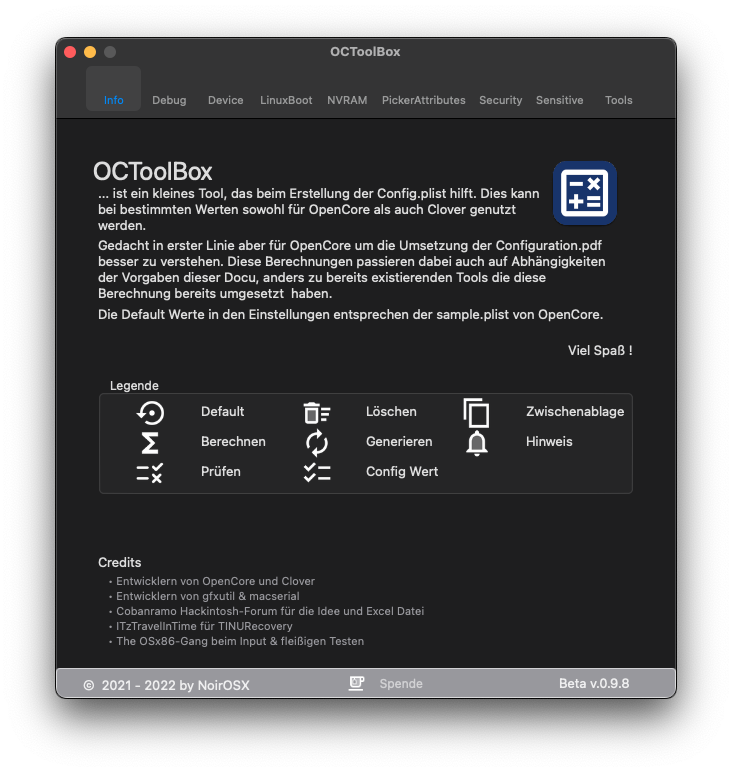 OCToolBox
Info Debug Device LinuxBoot NVRAM PickerAttributes Security Sensitive Tools
OCToolBox
... ist ein kleines Tool, das beim Erstellung der Config.plist hilft. Dies kann
bei bestimmten Werten sowohl für OpenCore als auch Clover genutzt
werden.
Gedacht in erster Linie aber für OpenCore um die Umsetzung der Configuration.pdf
besser zu verstehen. Diese Berechnungen passieren dabei auch auf Abhängigkeiten
der Vorgaben dieser Docu, anders zu bereits existierenden Tools die diese
Berechnung bereits umgesetzt haben.
Die Default Werte in den Einstellungen entsprechen der sample.plist von OpenCore.
Viel Spaß !
Legende
Default Löschen Zwischenablage
Berechnen Generieren Hinweis
Prüfen Config Wert
Credits
• Entwicklern von OpenCore und Clover
• Entwicklern von gfxutil & macserial
• Cobanramo Hackintosh-Forum für die Idee und Excel Datei
• ITzTravelInTime für TINURecovery
• The OSx86-Gang beim Input & fleißigen Testen
© 2021 - 2022 by NoirOSX Spende Beta v.0.9.8